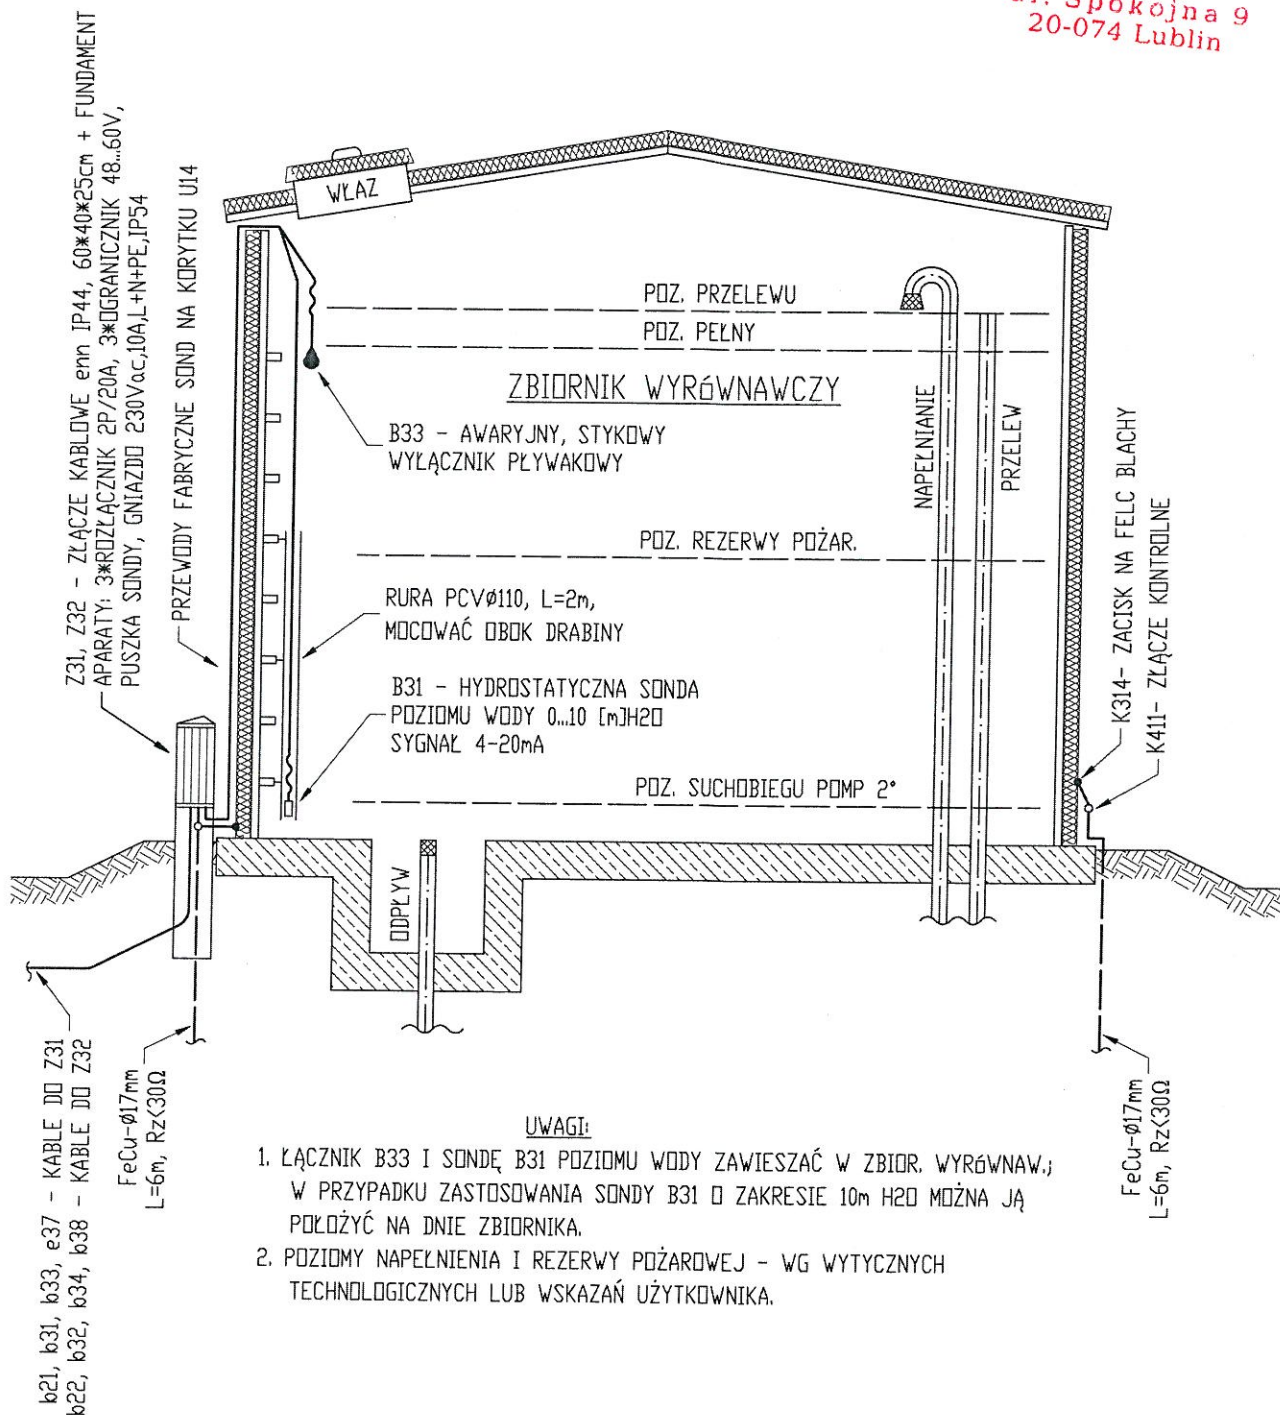 Spokojna 9
20-074 Lublin
Z31, Z32 - ZŁĄCZE KABLOWE enn IP44, 60*40*25cm + FUNDAMENT
APARATY: 3*ROZŁĄCZNIK 2P/20A, 3*OGRANICZNIK 48...60V,
PUSZKA SONDY, GNIAZDO 230Vac,10A,L+N+PE,IP54
PRZEWODY FABRYCZNE SOND NA KORYTKU U14
WŁAZ
POZ. PRZELEWU
POZ. PEŁNY
ZBIORNIK WYRÓWNAWCZY
B33 - AWARYJNY, STYKOWY
WYŁĄCZNIK PŁYWAKOWY
NAPEŁNIANIE
PRZELEW
POZ. REZERWY POŻAR.
RURA PCVø110, L=2m,
MOCOWAĆ OBOK DRABINY
B31 - HYDROSTATYCZNA SONDA
POZIOMU WODY 0...10 [m]H2O
SYGNAŁ 4-20mA
POZ. SUCHOBIEGU POMP 2°
K314- ZACISK NA FELC BLACHY
K411- ZŁĄCZE KONTROLNE
ODPŁYW
b21, b31, b33, e37 - KABLE DO Z31
b22, b32, b34, b38 - KABLE DO Z32
FeCu-ø17mm
L=6m, Rz<30Ω
FeCu-ø17mm
L=6m, Rz<30Ω
UWAGI:
1. ŁĄCZNIK B33 I SONDĘ B31 POZIOMU WODY ZAWIESZAĆ W ZBIOR. WYRÓWNAW.;
W PRZYPADKU ZASTOSOWANIA SONDY B31 O ZAKRESIE 10m H2O MOŻNA JĄ
POŁOŻYĆ NA DNIE ZBIORNIKA.
2. POZIOMY NAPEŁNIENIA I REZERWY POŻAROWEJ - WG WYTYCZNYCH
TECHNOLOGICZNYCH LUB WSKAZAŃ UŻYTKOWNIKA.